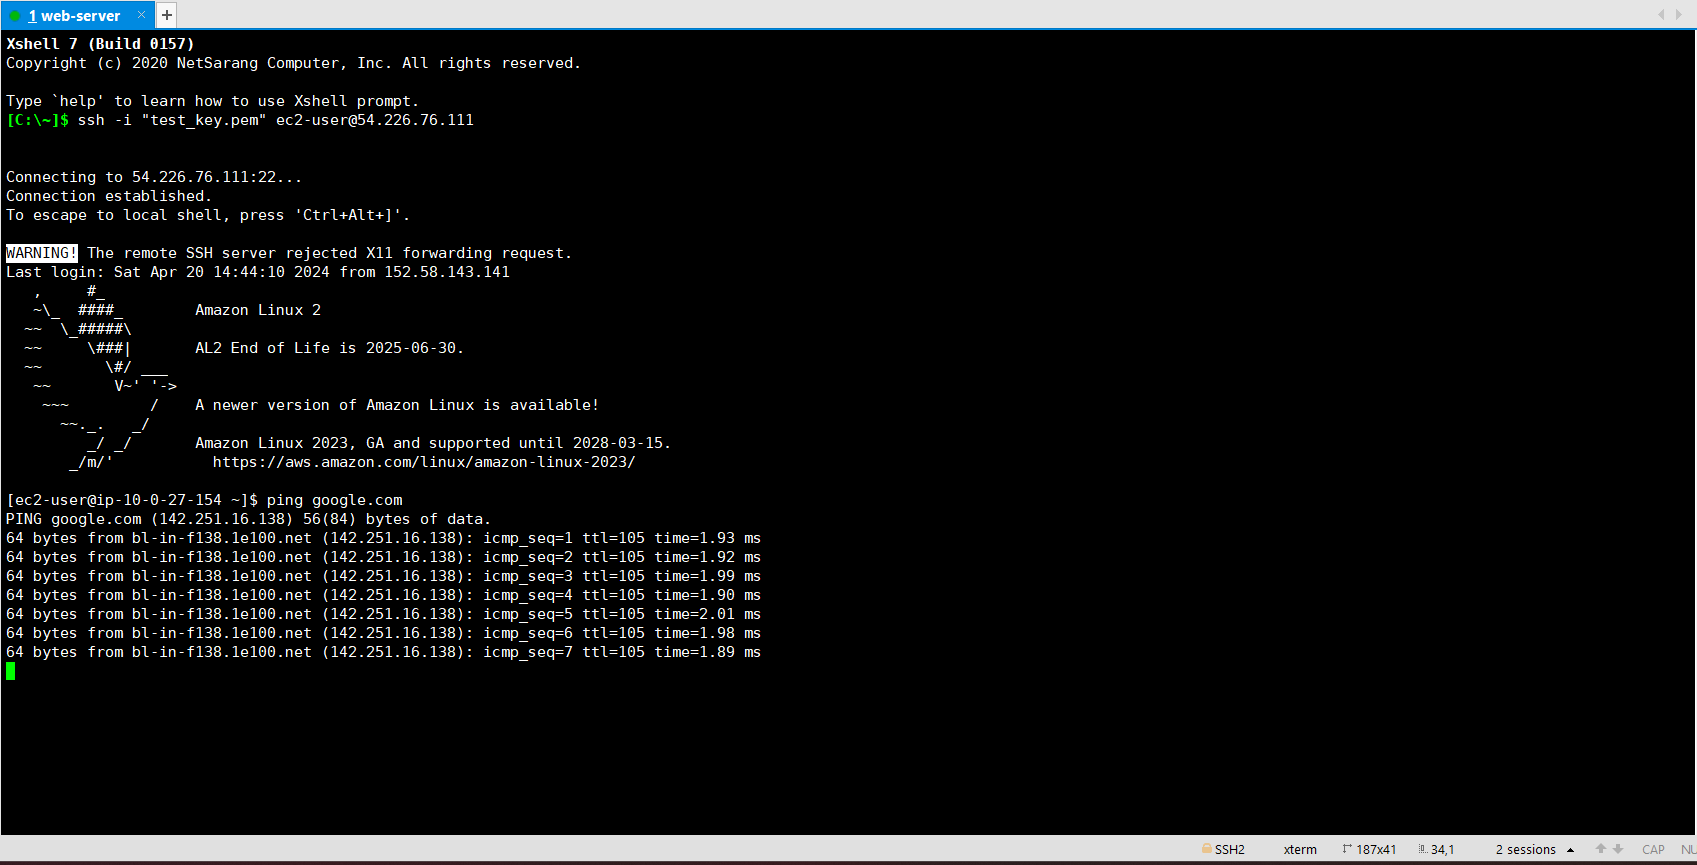 1 web-server × +
Xshell 7 (Build 0157)
Copyright (c) 2020 NetSarang Computer, Inc. All rights reserved.
Type `help' to learn how to use Xshell prompt.
[C:\~]$ ssh -i "test_key.pem" ec2-user@54.226.76.111
Connecting to 54.226.76.111:22...
Connection established.
To escape to local shell, press 'Ctrl+Alt+]'.
WARNING! The remote SSH server rejected X11 forwarding request.
Last login: Sat Apr 20 14:44:10 2024 from 152.58.143.141
   ,     #_
   ~\_  ####_        Amazon Linux 2
  ~~  \_#####\
  ~~     \###|       AL2 End of Life is 2025-06-30.
  ~~       \#/ ___
   ~~       V~' '->
    ~~~         /    A newer version of Amazon Linux is available!
      ~~._.   _/
         _/ _/       Amazon Linux 2023, GA and supported until 2028-03-15.
       _/m/'           https://aws.amazon.com/linux/amazon-linux-2023/
[ec2-user@ip-10-0-27-154 ~]$ ping google.com
PING google.com (142.251.16.138) 56(84) bytes of data.
64 bytes from bl-in-f138.1e100.net (142.251.16.138): icmp_seq=1 ttl=105 time=1.93 ms
64 bytes from bl-in-f138.1e100.net (142.251.16.138): icmp_seq=2 ttl=105 time=1.92 ms
64 bytes from bl-in-f138.1e100.net (142.251.16.138): icmp_seq=3 ttl=105 time=1.99 ms
64 bytes from bl-in-f138.1e100.net (142.251.16.138): icmp_seq=4 ttl=105 time=1.90 ms
64 bytes from bl-in-f138.1e100.net (142.251.16.138): icmp_seq=5 ttl=105 time=2.01 ms
64 bytes from bl-in-f138.1e100.net (142.251.16.138): icmp_seq=6 ttl=105 time=1.98 ms
64 bytes from bl-in-f138.1e100.net (142.251.16.138): icmp_seq=7 ttl=105 time=1.89 ms
SSH2 xterm 187x41 34,1 2 sessions CAP NU